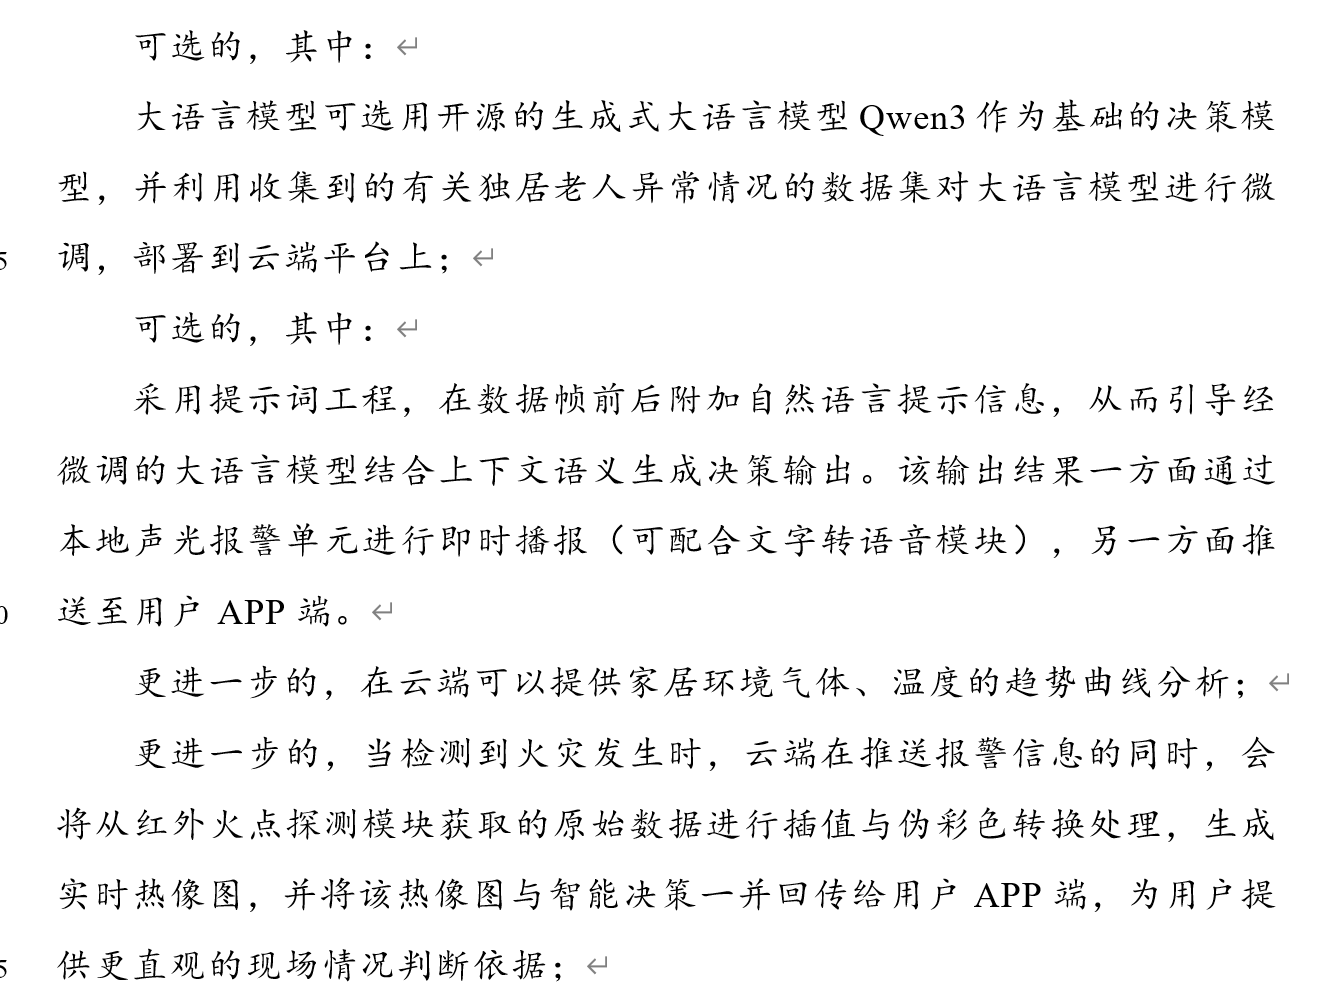 可选的，其中：↵
大语言模型可选用开源的生成式大语言模型 Qwen3 作为基础的决策模
型，并利用收集到的有关独居老人异常情况的数据集对大语言模型进行微
5 调，部署到云端平台上；↵
可选的，其中：↵
采用提示词工程，在数据帧前后附加自然语言提示信息，从而引导经
微调的大语言模型结合上下文语义生成决策输出。该输出结果一方面通过
本地声光报警单元进行即时播报（可配合文字转语音模块），另一方面推
0 送至用户 APP 端。↵
更进一步的，在云端可以提供家居环境气体、温度的趋势曲线分析；↵
更进一步的，当检测到火灾发生时，云端在推送报警信息的同时，会
将从红外火点探测模块获取的原始数据进行插值与伪彩色转换处理，生成
实时热像图，并将该热像图与智能决策一并回传给用户 APP 端，为用户提
5 供更直观的现场情况判断依据；↵